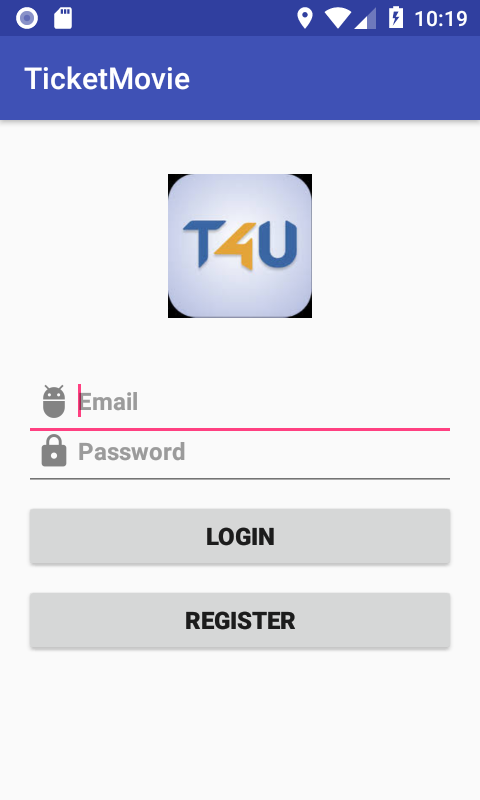 10:19
TicketMovie
T4U
Email
Password
LOGIN
REGISTER